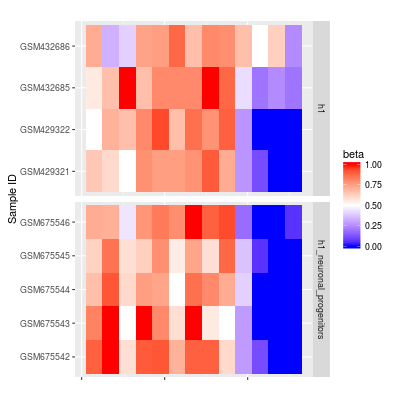 Sample ID
GSM432686
GSM432685
GSM429322
GSM429321
h1
GSM675546
GSM675545
GSM675544
GSM675543
GSM675542
h1_neuronal_progenitors
beta
1.00
0.75
0.50
0.25
0.00